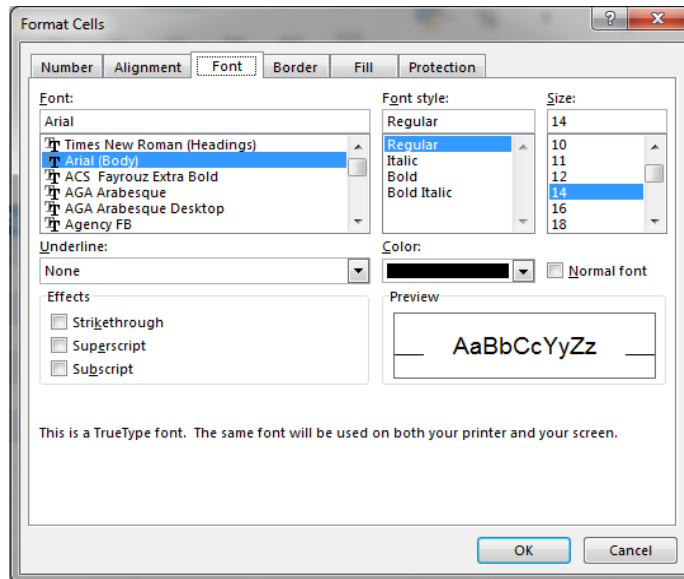 Format Cells
Number Alignment Font Border Fill Protection
Font: Font style: Size:
Arial Regular 14
Times New Roman (Headings) Regular 10
Arial (Body) Italic 11
ACS Fayrouz Extra Bold Bold 12
AGA Arabesque Bold Italic 14
AGA Arabesque Desktop 16
Agency FB 18
Underline: Color:
None Normal font
Effects Preview
Strikethrough
Superscript AaBbCcYyZz
Subscript
This is a TrueType font. The same font will be used on both your printer and your screen.
OK Cancel